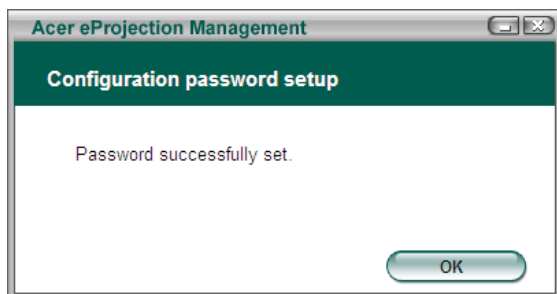 Acer eProjection Management
Configuration password setup
Password successfully set.
OK